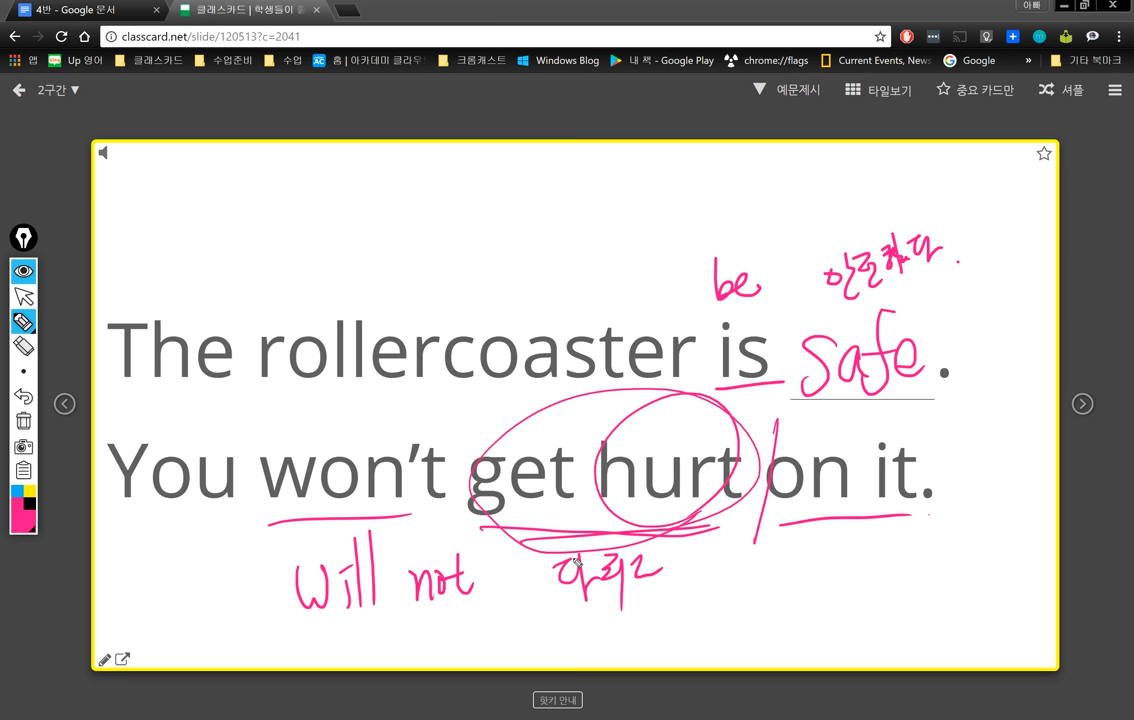 4반 - Google 문서
클래스카드 | 학생들이
아빠
classcard.net/slide/120513?c=2041
앱 Up 영어 클래스카드 수업준비 수업 AC 홈 | 아카데미 클라우 크롬캐스트 Windows Blog 내 책 - Google Play chrome://flags Current Events, News Google » 기타 북마크
2구간 ▼ ▼ 예문제시 타일보기 중요 카드만 셔플
be 안전하다.
The rollercoaster is safe.
You won't get hurt / on it.
will not 다치
핫키 안내